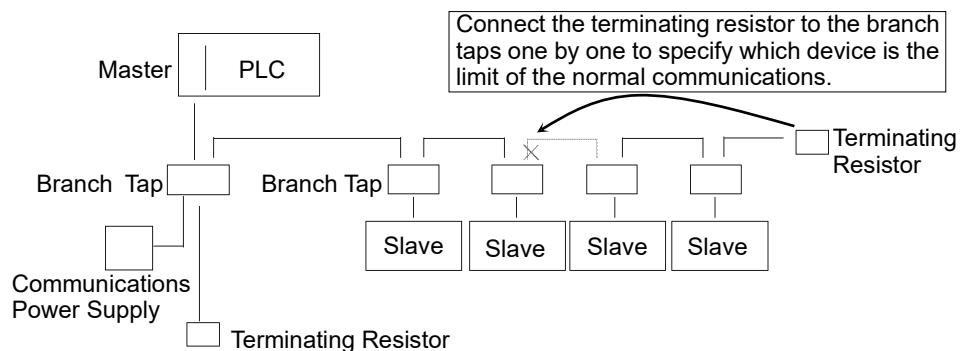 Connect the terminating resistor to the branch
taps one by one to specify which device is the
limit of the normal communications.
Master
PLC
Terminating
Resistor
Branch Tap
Branch Tap
Slave
Slave
Slave
Slave
Communications
Power Supply
Terminating Resistor